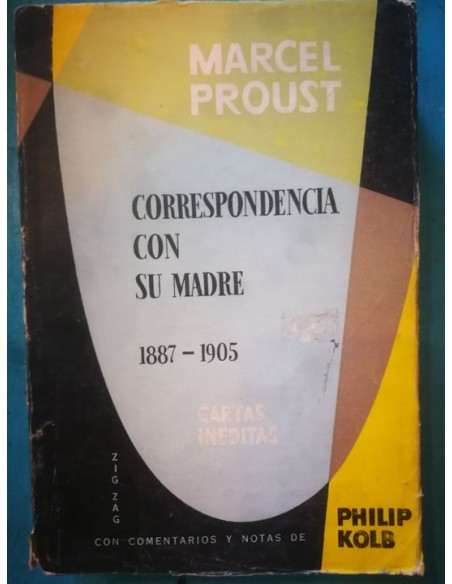 MARCEL
PROUST
CORRESPONDENCIA
CON
SU MADRE
1887 - 1905
CARTAS
INEDITAS
ZIG
ZAG
CON COMENTARIOS Y NOTAS DE
PHILIP
KOLB